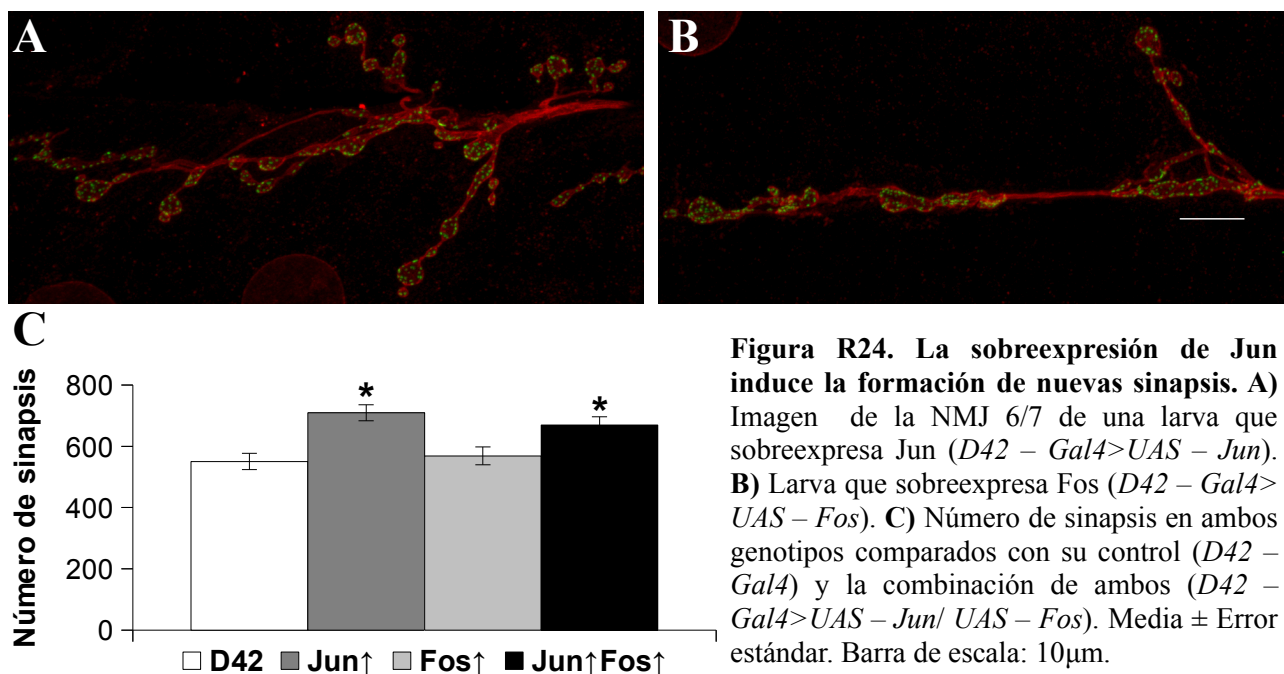 A
B
C
Número de sinapsis
800
600
400
200
0
*
*
D42 Jun↑ Fos↑ Jun↑Fos↑
Figura R24. La sobreexpresión de Jun
induce la formación de nuevas sinapsis. A)
Imagen de la NMJ 6/7 de una larva que
sobreexpresa Jun (D42 – Gal4>UAS – Jun).
B) Larva que sobreexpresa Fos (D42 – Gal4>
UAS – Fos). C) Número de sinapsis en ambos
genotipos comparados con su control (D42 –
Gal4) y la combinación de ambos (D42 –
Gal4>UAS – Jun/ UAS – Fos). Media ± Error
estándar. Barra de escala: 10μm.